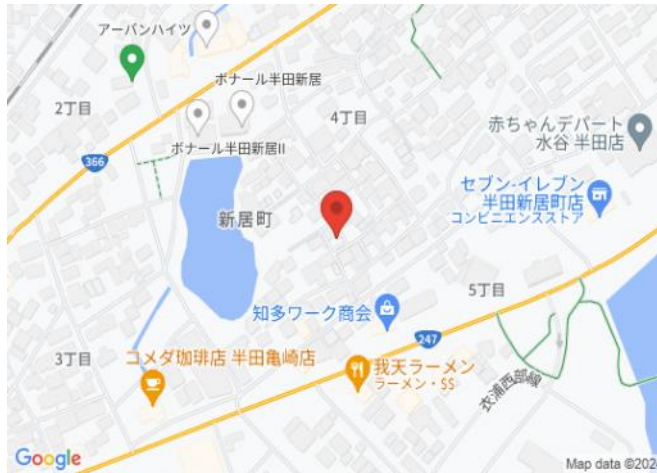 アーバンハイツ
2丁目
ボナール半田新居
4丁目
赤ちゃんデパート
水谷 半田店
ボナール半田新居II
366
セブン-イレブン
半田新居町店
コンビニエンスストア
新居町
5丁目
知多ワーク商会
247
3丁目
コメダ珈琲店 半田亀崎店
我天ラーメン
ラーメン・$$
衣浦西部線
Google
Map data ©202